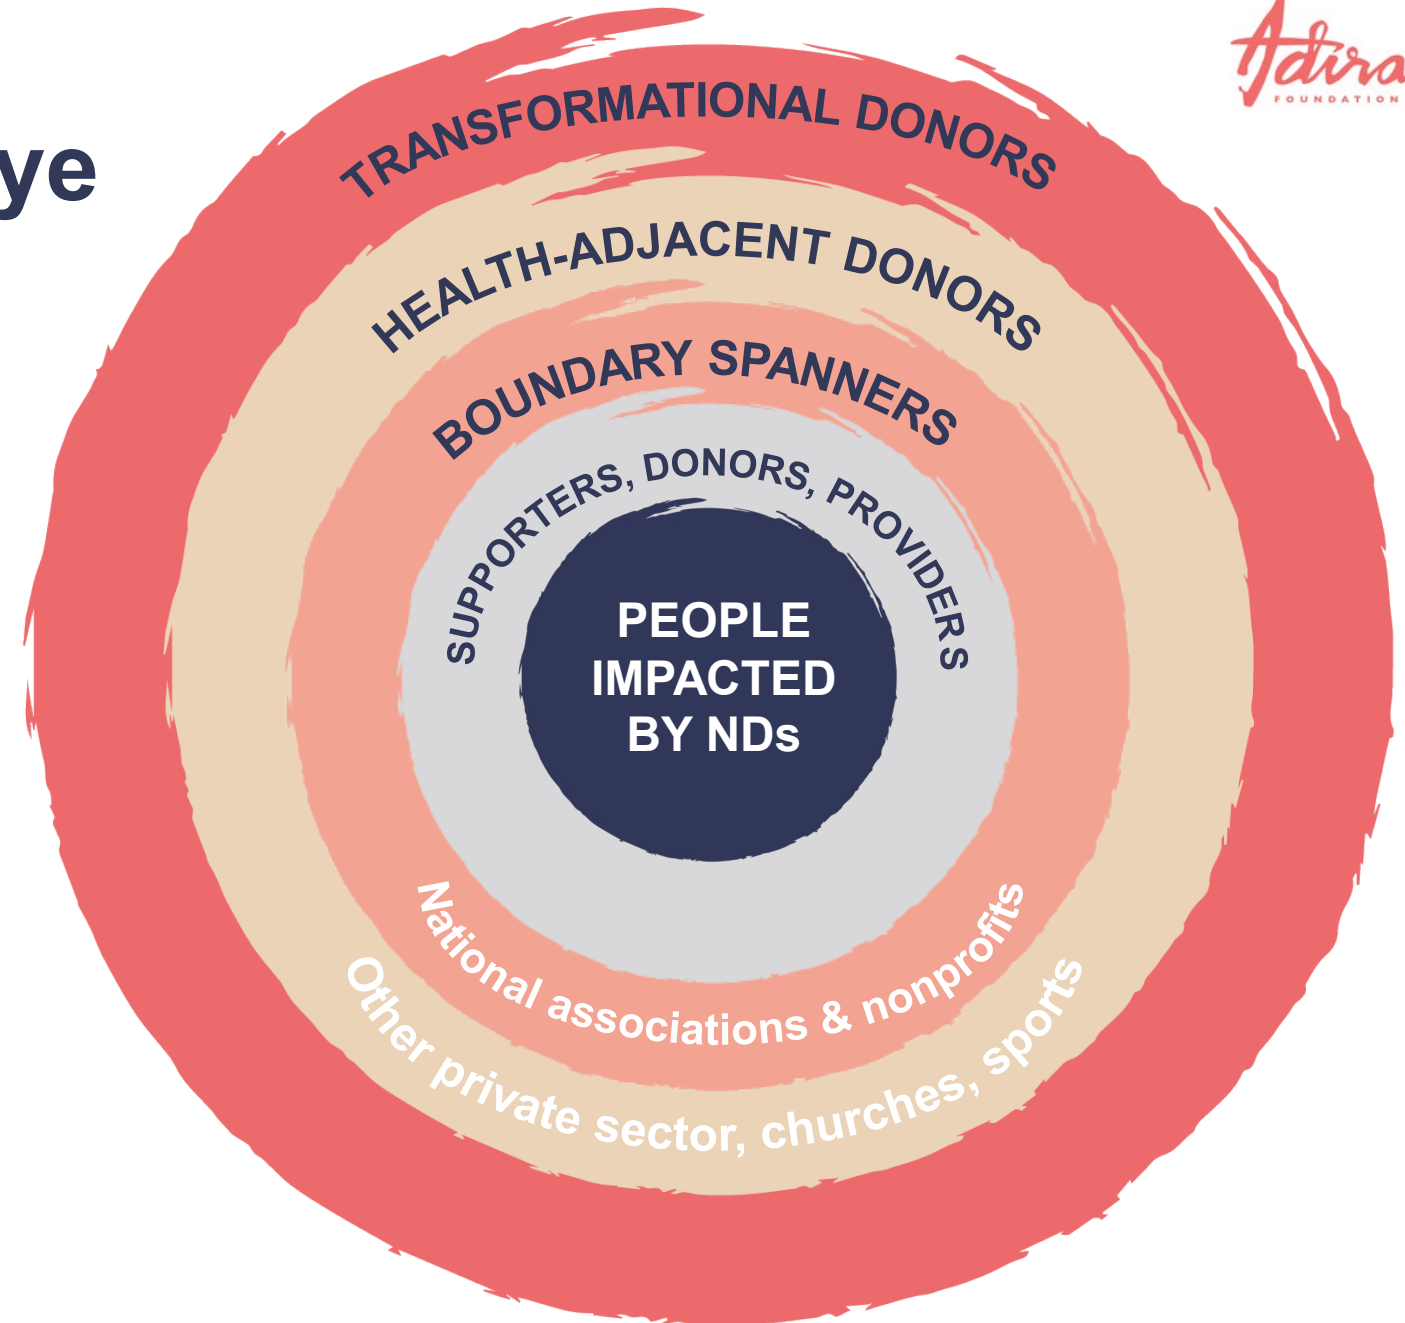 Adira
FOUNDATION
ye
TRANSFORMATIONAL DONORS
HEALTH-ADJACENT DONORS
BOUNDARY SPANNERS
SUPPORTERS, DONORS, PROVIDERS
PEOPLE
IMPACTED
BY NDs
National associations & nonprofits
Other private sector, churches, sports